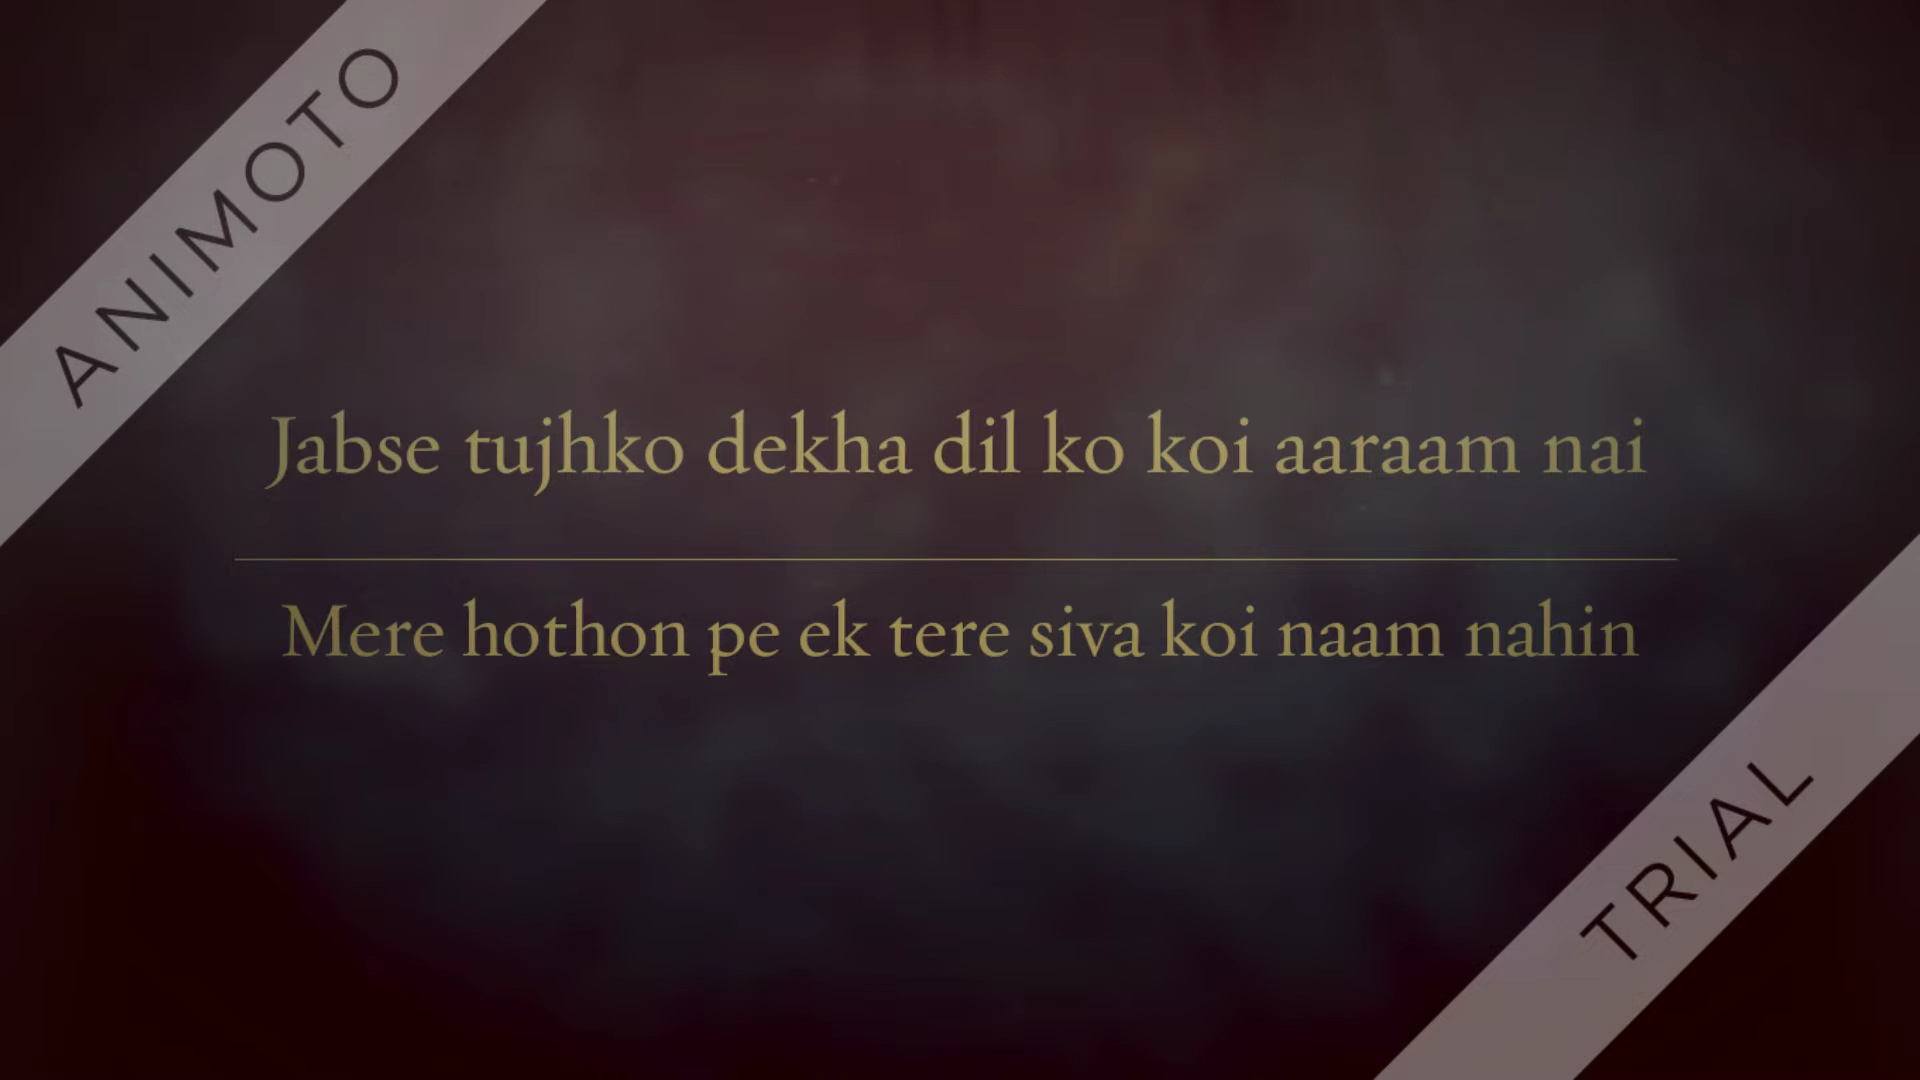 ANIMOTO
Jabse tujhko dekha dil ko koi aaraam nai
Mere hothon pe ek tere siva koi naam nahin
TRIAL